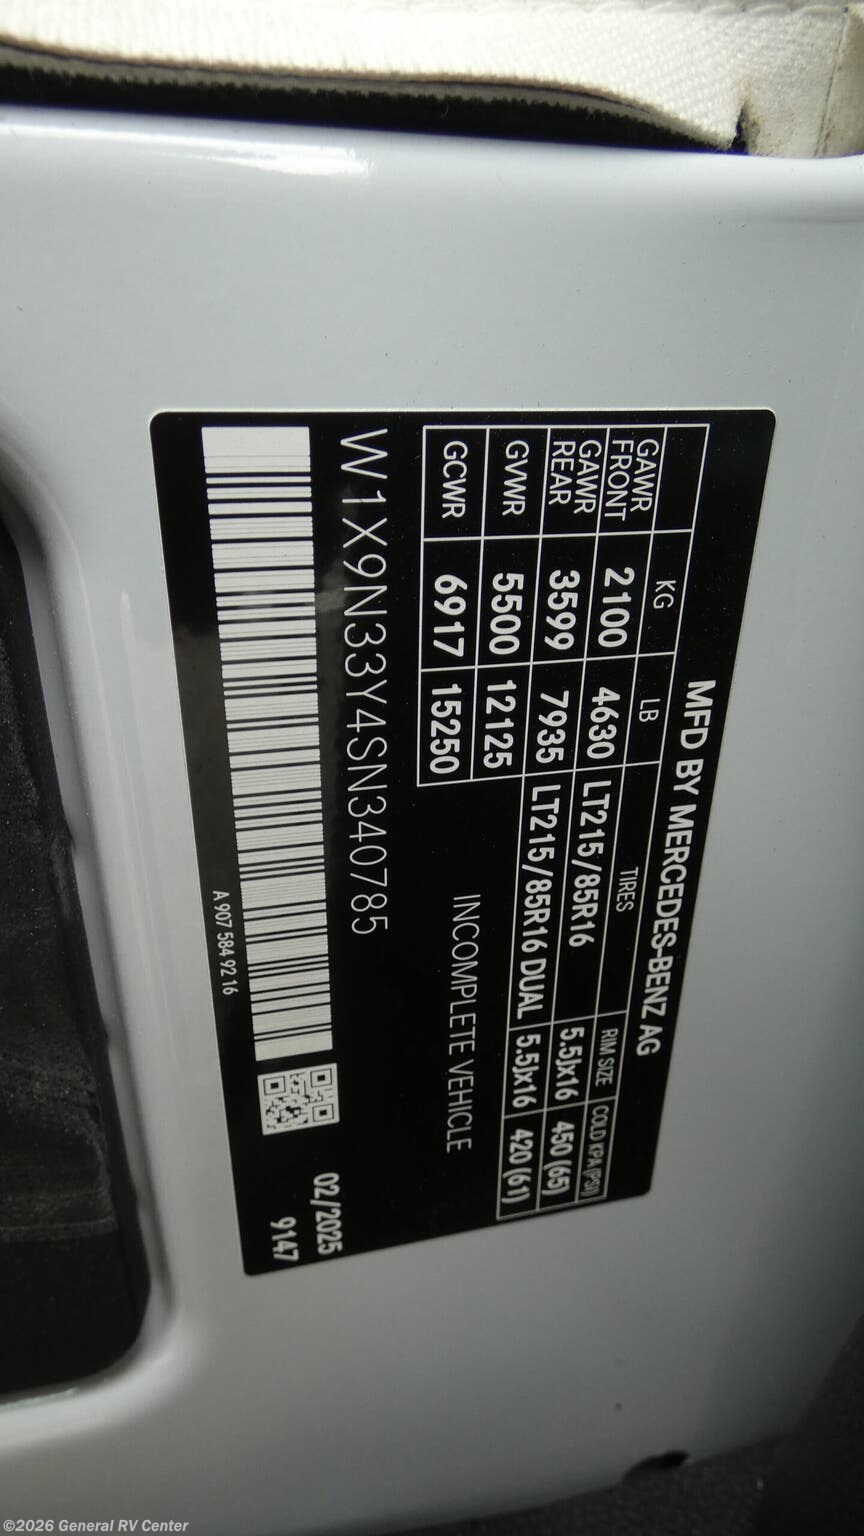 MFD BY MERCEDES-BENZ AG
KG LB TIRES RIM SIZE COLD KPA (PSI)
GAWR FRONT 2100 4630 LT215/85R16 5.5Jx16 450 (65)
GAWR REAR 3599 7935 LT215/85R16 DUAL 5.5Jx16 420 (61)
GVWR 5500 12125
GCWR 6917 15250
INCOMPLETE VEHICLE
W1X9N33Y4SN340785
02/2025
9147
A 907 584 92 16
©2026 General RV Center